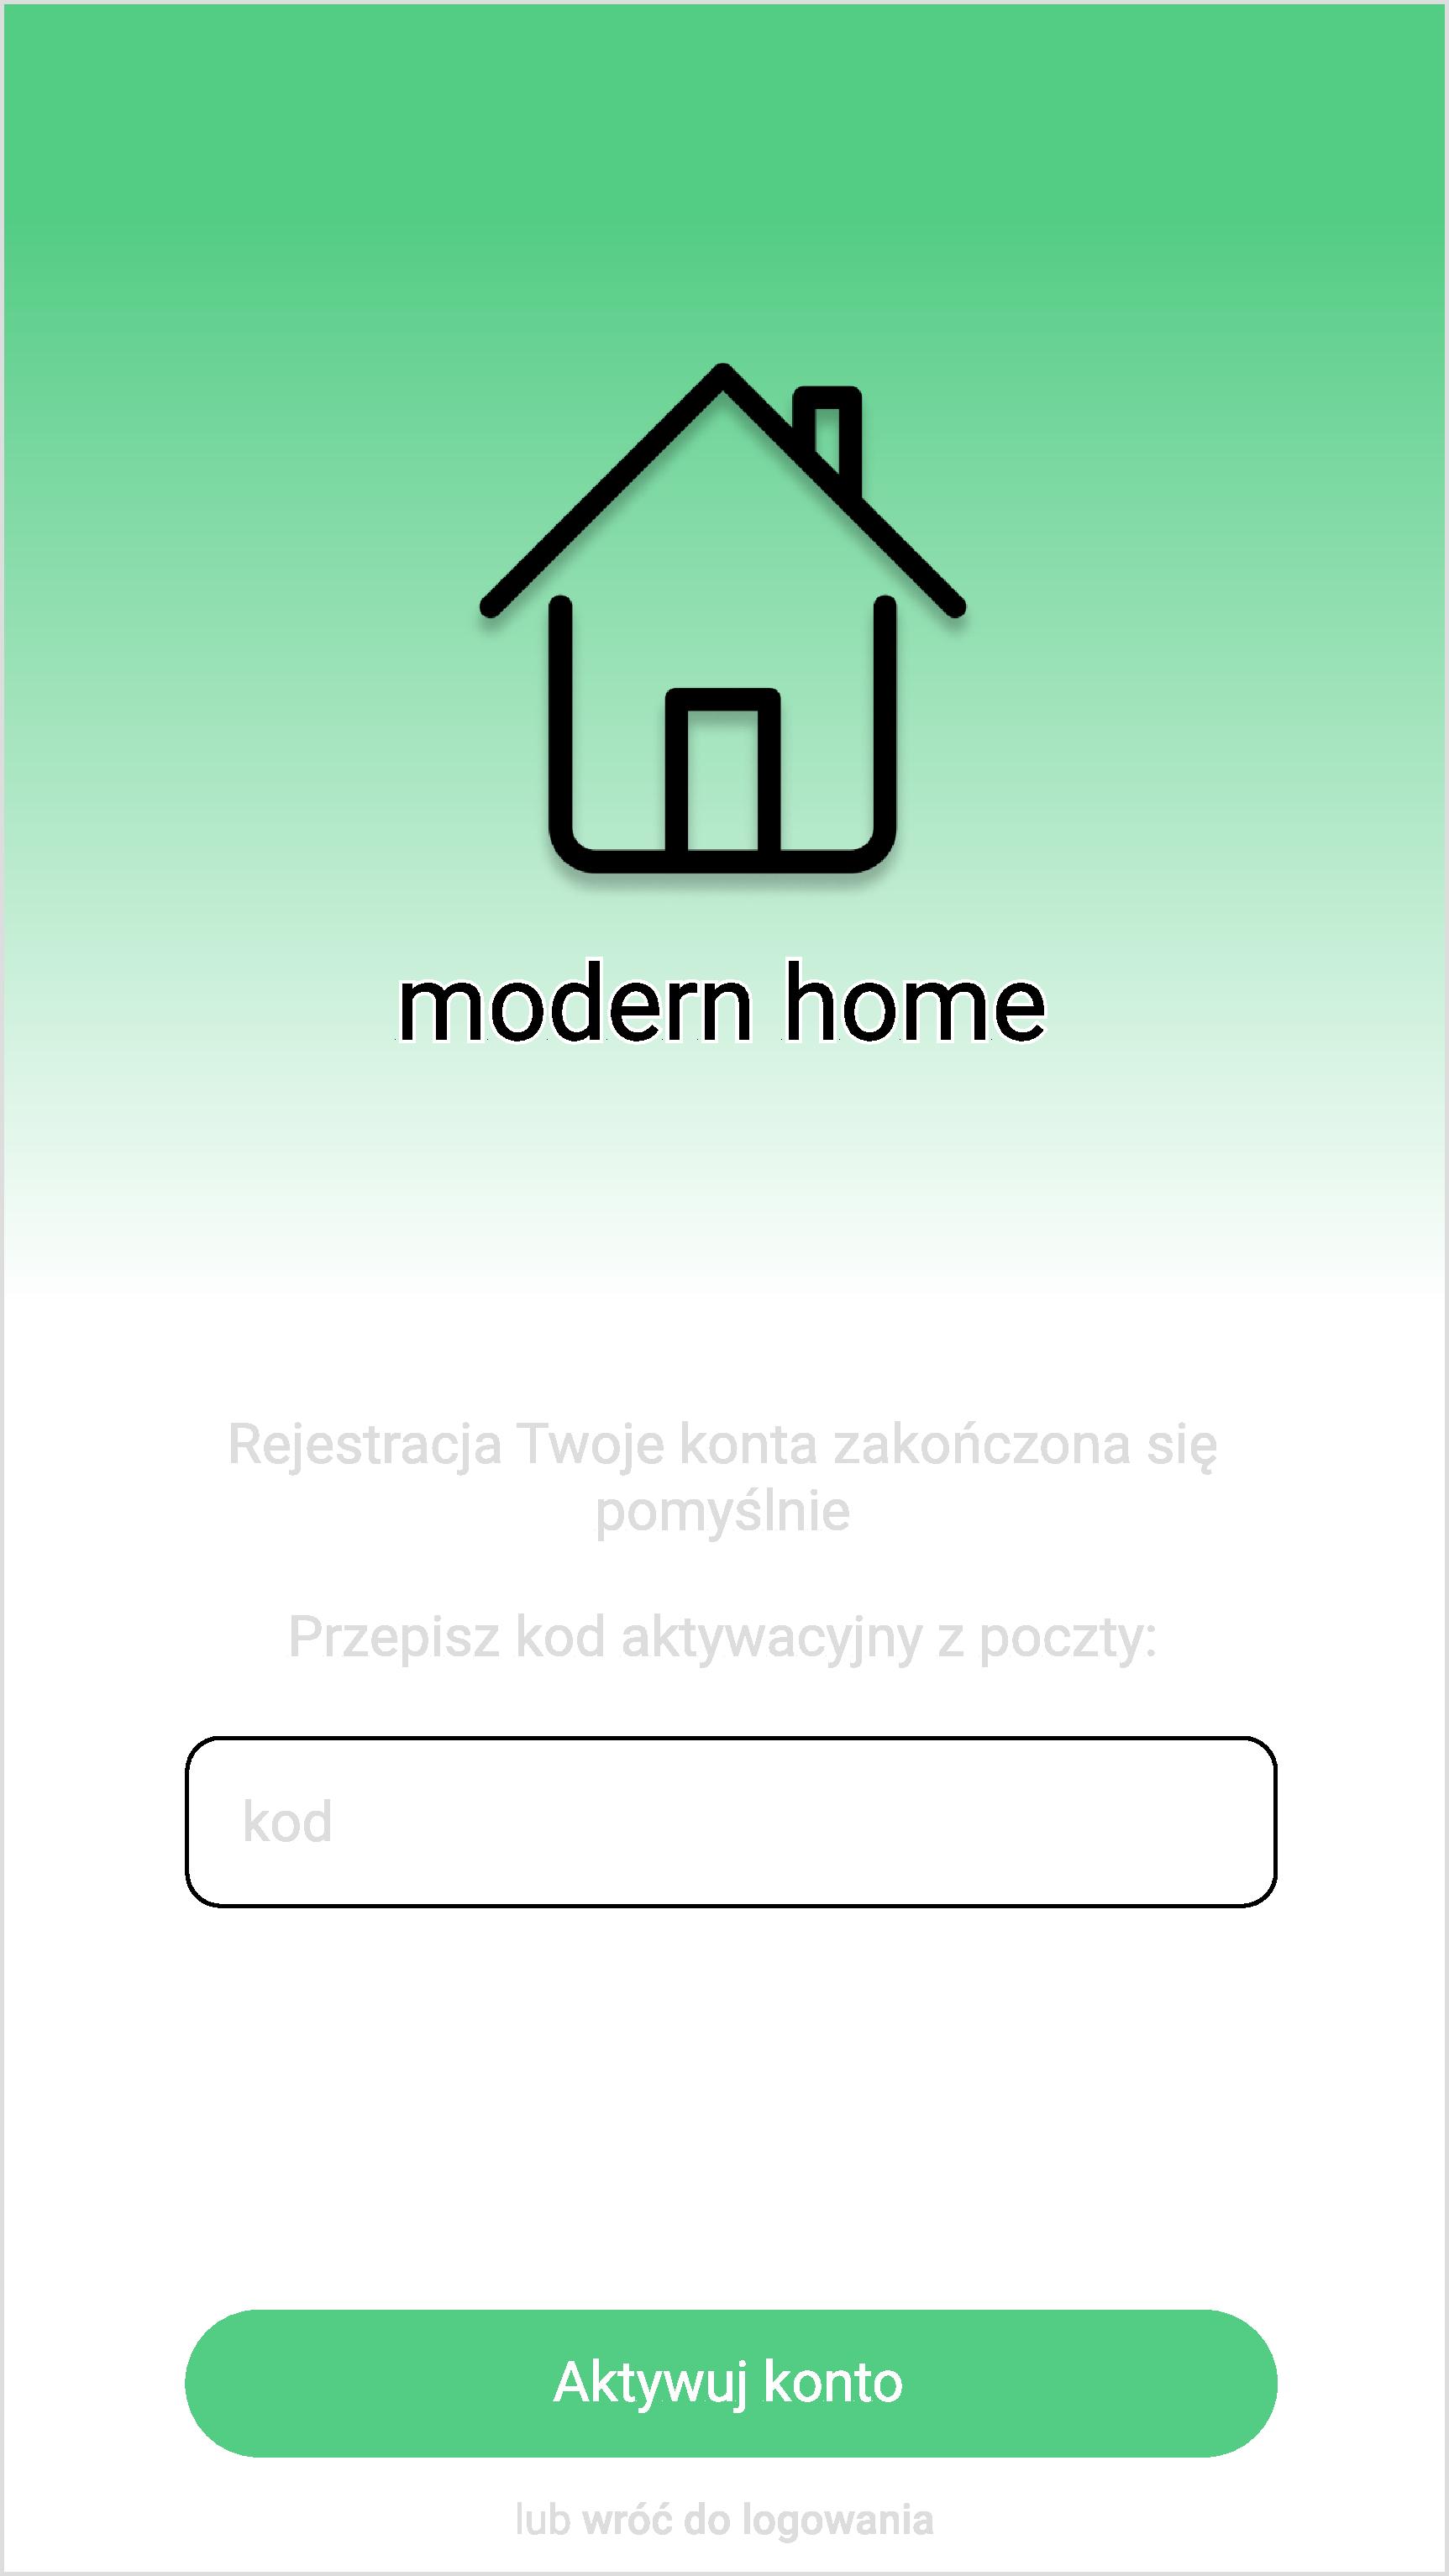 modern home
Rejestracja Twoje konta zakończona się
pomyślnie
Przepisz kod aktywacyjny z poczty:
kod
Aktywuj konto
lub wróć do logowania